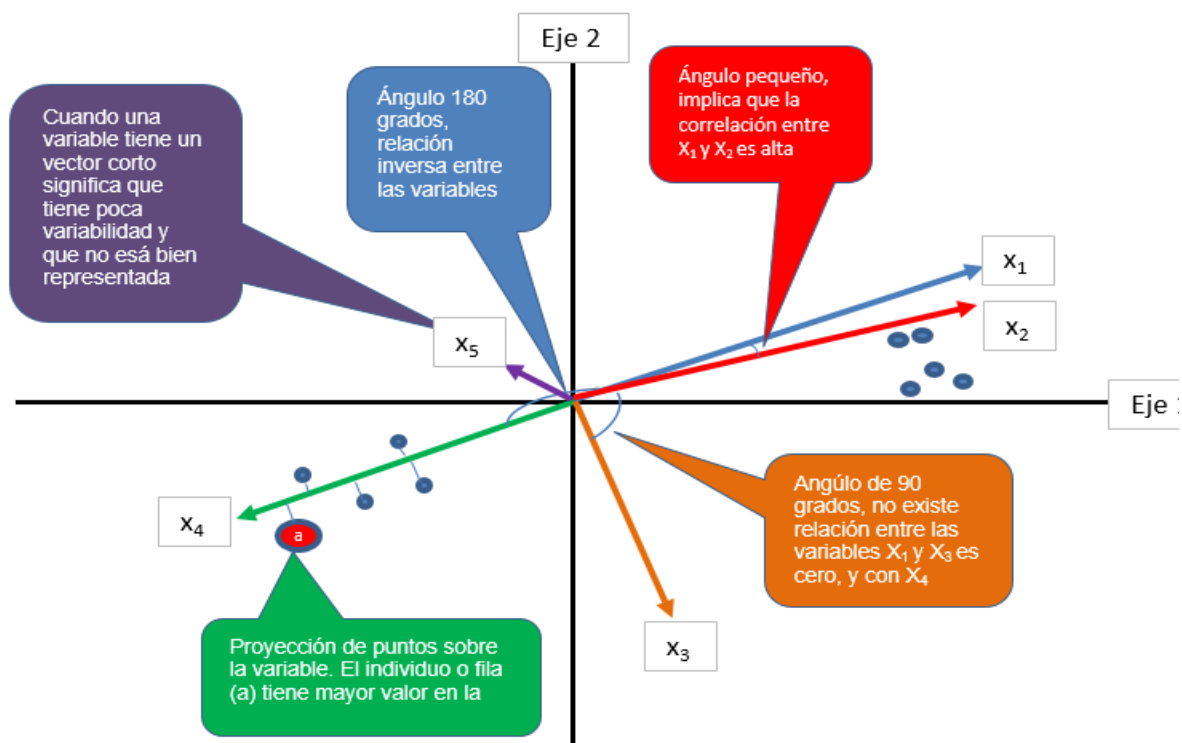 Eje 2
Cuando una
variable tiene un
vector corto
significa que
tiene poca
variabilidad y
que no esá bien
representada
Ángulo 180
grados,
relación
inversa entre
las variables
Ángulo pequeño,
implica que la
correlación entre
X₁ y X₂ es alta
x₁
x₂
x₅
Eje 1
x₄
a
Angúlo de 90
grados, no existe
relación entre las
variables X₁ y X₃ es
cero, y con X₄
x₃
Proyección de puntos sobre
la variable. El individuo o fila
(a) tiene mayor valor en la